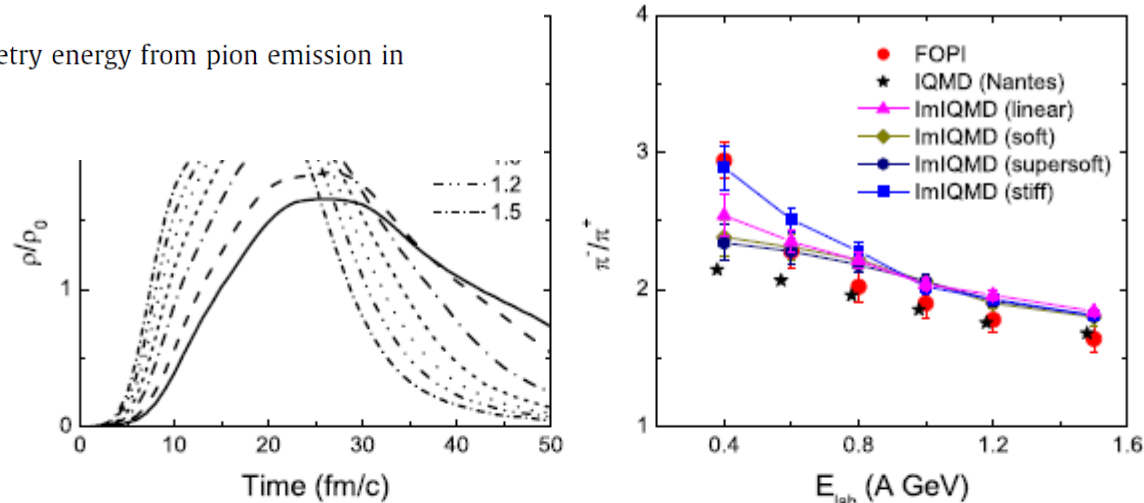 etry energy from pion emission in
1.2
1.5
ρ/ρ0
1
0
0 10 20 30 40 50
Time (fm/c)
4
3
2
1
π-/π+
FOPI
IQMD (Nantes)
ImIQMD (linear)
ImIQMD (soft)
ImIQMD (supersoft)
ImIQMD (stiff)
0.4 0.8 1.2 1.6
E (A GeV)